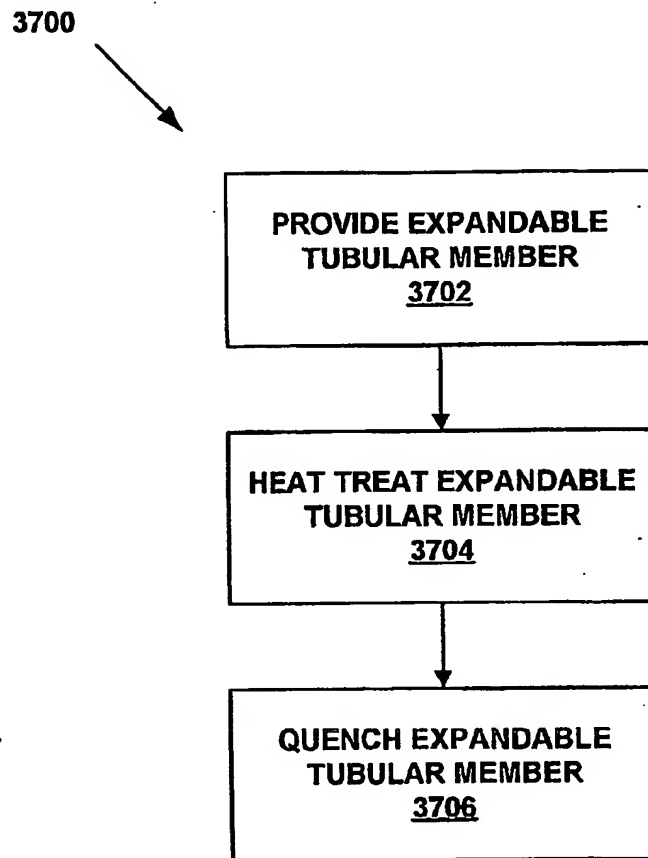 3700
PROVIDE EXPANDABLE
TUBULAR MEMBER
3702
HEAT TREAT EXPANDABLE
TUBULAR MEMBER
3704
QUENCH EXPANDABLE
TUBULAR MEMBER
3706